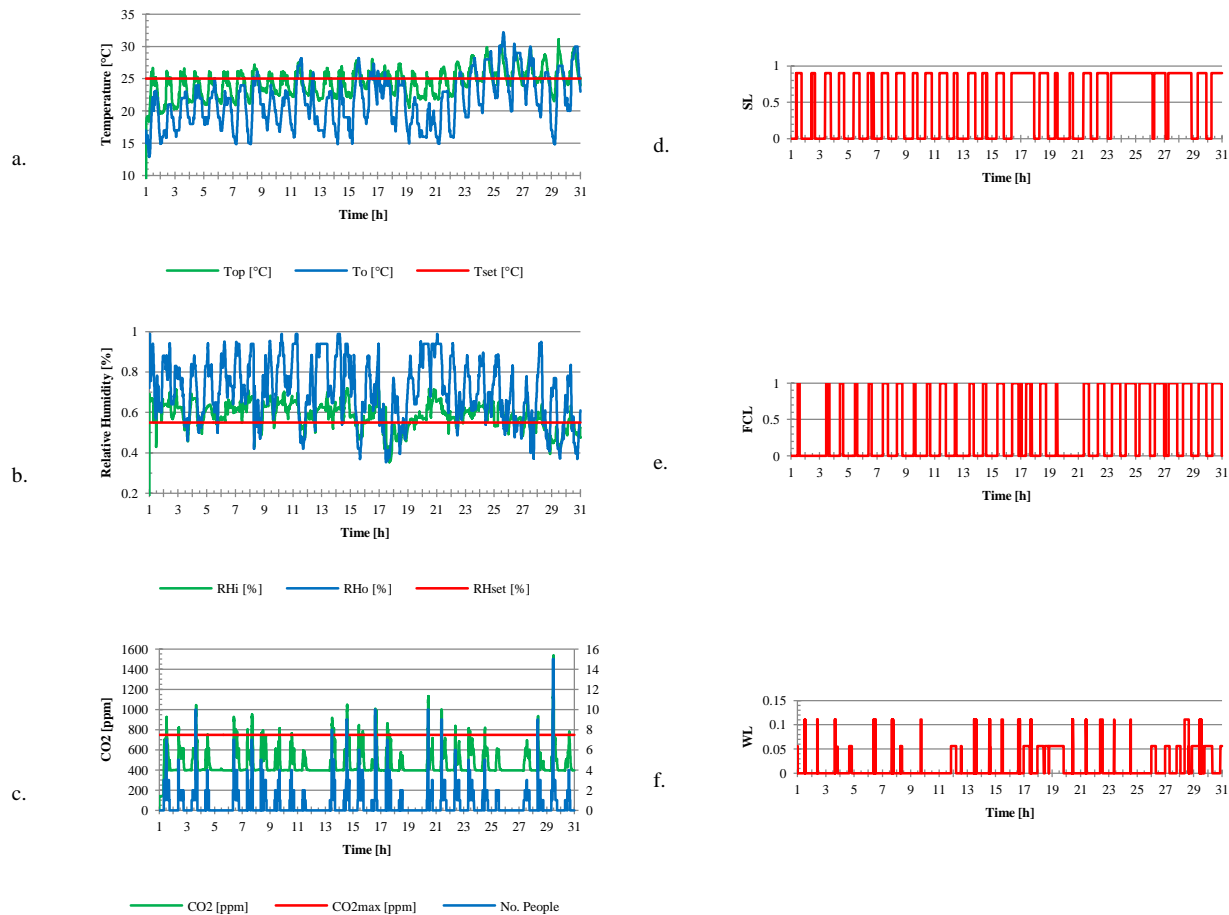 a.
Temperature [°C]
35
30
25
20
15
10
1 3 5 7 9 11 13 15 17 19 21 23 25 27 29 31
Time [h]
Top [°C] To [°C] Tset [°C]
b.
Relative Humidity [%]
1
0.8
0.6
0.4
0.2
1 3 5 7 9 11 13 15 17 19 21 23 25 27 29 31
Time [h]
RHi [%] RHo [%] RHset [%]
c.
CO2 [ppm]
1600 16
1400 14
1200 12
1000 10
800 8
600 6
400 4
200 2
0 0
1 3 5 7 9 11 13 15 17 19 21 23 25 27 29 31
Time [h]
CO2 [ppm] CO2max [ppm] No. People
d.
SL
1
0.5
0
1 3 5 7 9 11 13 15 17 19 21 23 25 27 29 31
Time [h]
e.
FCL
1
0.5
0
1 3 5 7 9 11 13 15 17 19 21 23 25 27 29 31
Time [h]
f.
WL
0.15
0.1
0.05
0
1 3 5 7 9 11 13 15 17 19 21 23 25 27 29 31
Time [h]